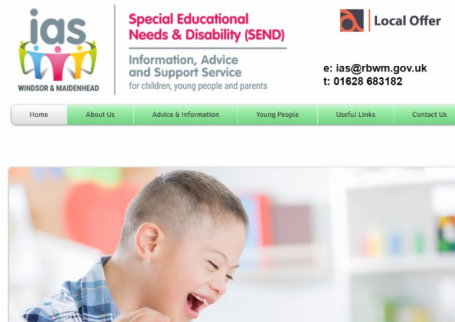 ias
WINDSOR & MAIDENHEAD
Special Educational
Needs & Disability (SEND)
Information, Advice
and Support Service
for children, young people and parents
Local Offer
e: ias@rbwm.gov.uk
t: 01628 683182
Home About Us Advice & Information Young People Useful Links Contact Us